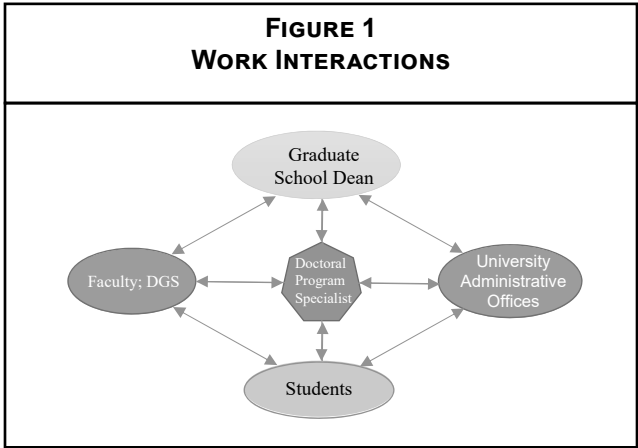 FIGURE 1
WORK INTERACTIONS
Graduate
School Dean
Faculty; DGS
Doctoral
Program
Specialist
University
Administrative
Offices
Students